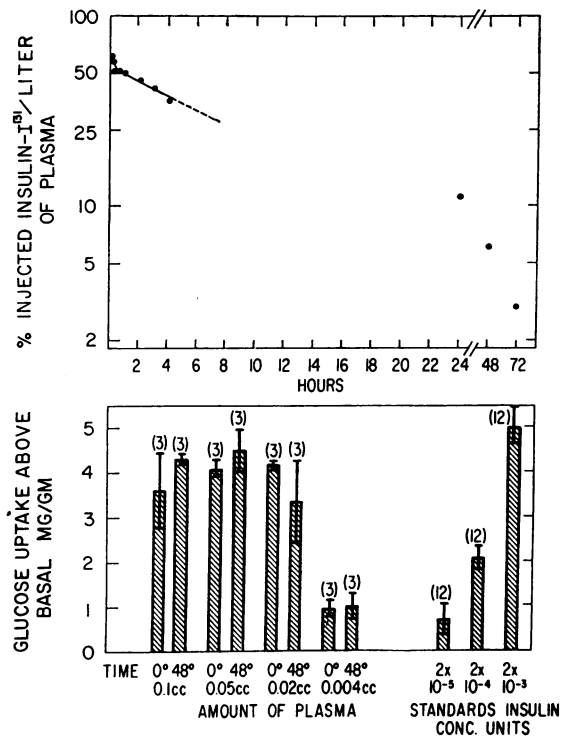 % INJECTED INSULIN-I¹³¹/LITER
OF PLASMA
100
50
25
10
5
2
2 4 6 8 10 12 14 16 18 20 22 24 48 72
HOURS
GLUCOSE UPTAKE ABOVE
BASAL MG/GM
5
4
3
2
1
0
(3) (3) (3) (3) (3) (3) (3) (3) (12) (12) (12)
TIME 0° 48° 0° 48° 0° 48° 0° 48° 2x 2x 2x
0.1cc 0.05cc 0.02cc 0.004cc 10⁻⁵ 10⁻⁴ 10⁻³
AMOUNT OF PLASMA STANDARDS INSULIN
CONC. UNITS